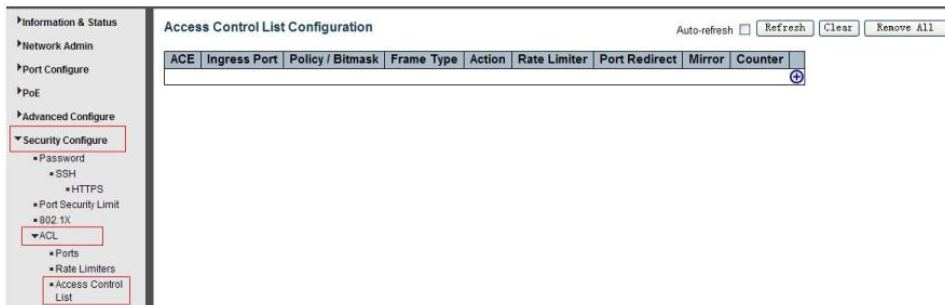 Information & Status
Network Admin
Port Configure
PoE
Advanced Configure
Security Configure
Password
SSH
HTTPS
Port Security Limit
802.1X
ACL
Ports
Rate Limiters
Access Control
List
Access Control List Configuration
Auto-refresh Refresh Clear Remove All
ACE Ingress Port Policy / Bitmask Frame Type Action Rate Limiter Port Redirect Mirror Counter